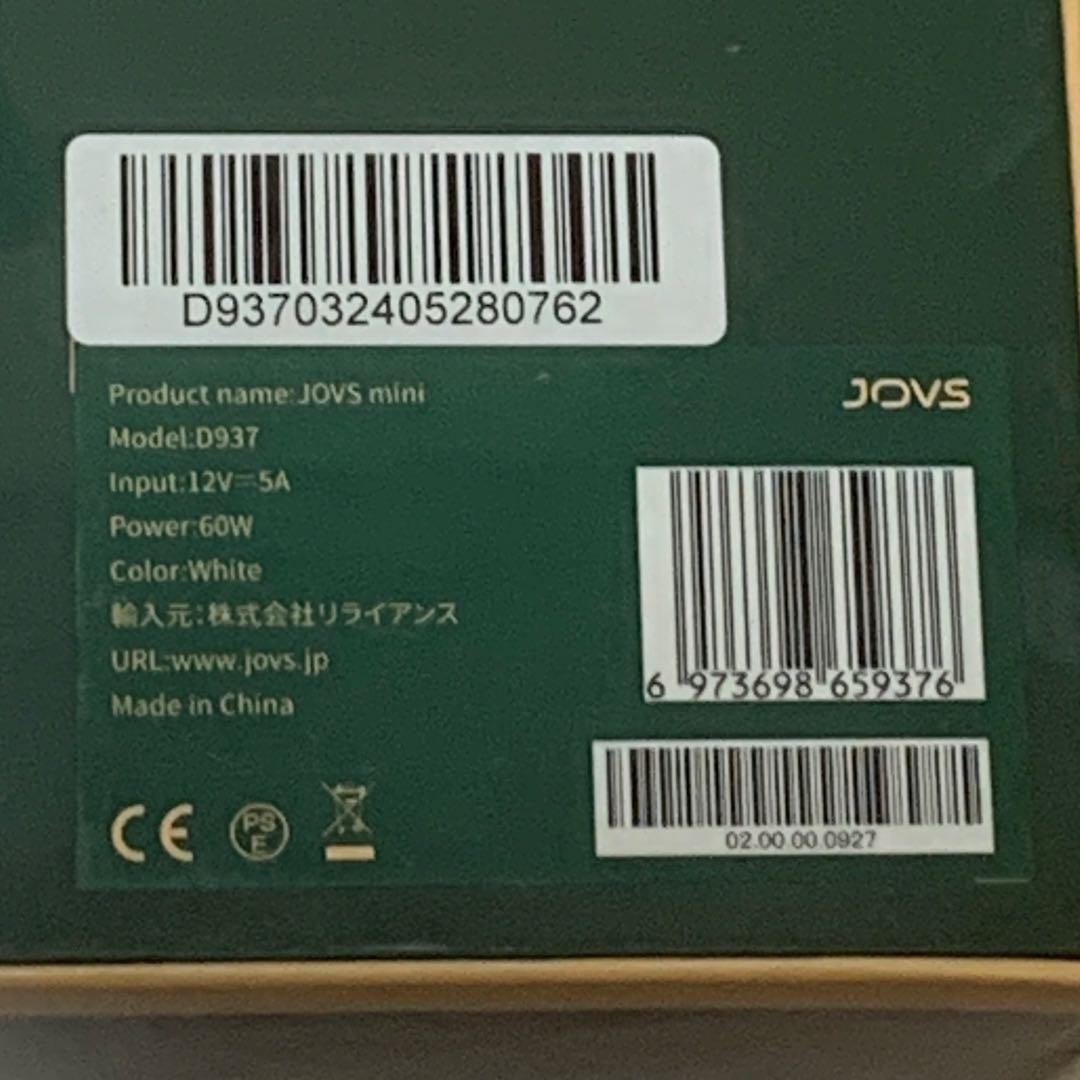 D937032405280762
Product name:JOVS mini
JOVS
Model:D937
Input:12V⎓5A
Power:60W
Color:White
輸入元:株式会社リライアンス
URL:www.jovs.jp
Made in China
6 973698 659376
02.00.00.0927
CE
PS
E